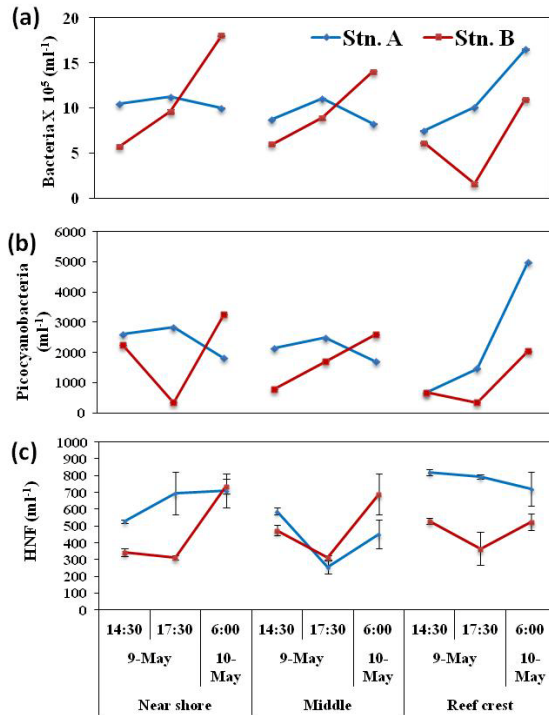 (a)
Stn. A Stn. B
Bacteria X 10⁵ (ml⁻¹)
20
15
10
5
0
(b)
Picocyanobacteria
(ml⁻¹)
6000
5000
4000
3000
2000
1000
0
(c)
HNF (ml⁻¹)
1000
900
800
700
600
500
400
300
200
100
0
14:30 17:30 6:00 14:30 17:30 6:00 14:30 17:30 6:00
9-May 10-May 9-May 10-May 9-May 10-May
Near shore Middle Reef crest